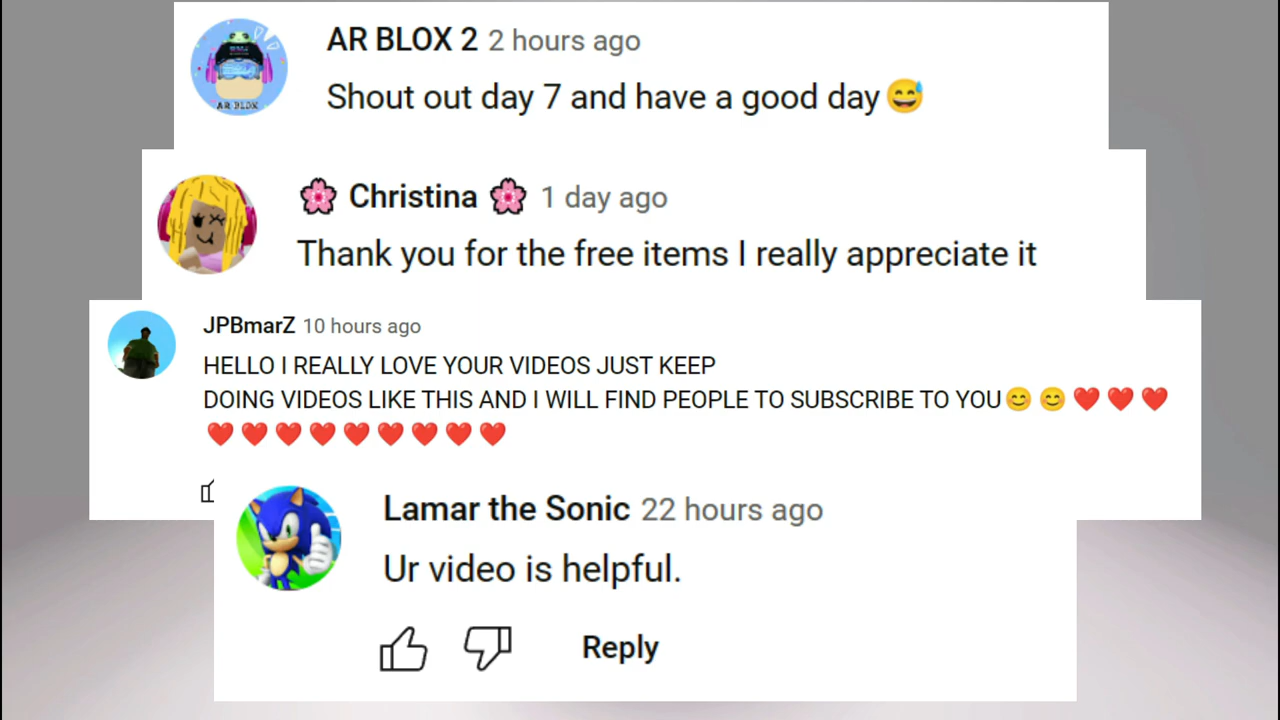 AR BLOX 2 2 hours ago
Shout out day 7 and have a good day😅
AR BLOX
🌸 Christina 🌸 1 day ago
Thank you for the free items I really appreciate it
JPBmarZ 10 hours ago
HELLO I REALLY LOVE YOUR VIDEOS JUST KEEP
DOING VIDEOS LIKE THIS AND I WILL FIND PEOPLE TO SUBSCRIBE TO YOU😊 😊 ❤️ ❤️ ❤️
❤️ ❤️ ❤️ ❤️ ❤️ ❤️ ❤️ ❤️ ❤️
Lamar the Sonic 22 hours ago
Ur video is helpful.
Reply